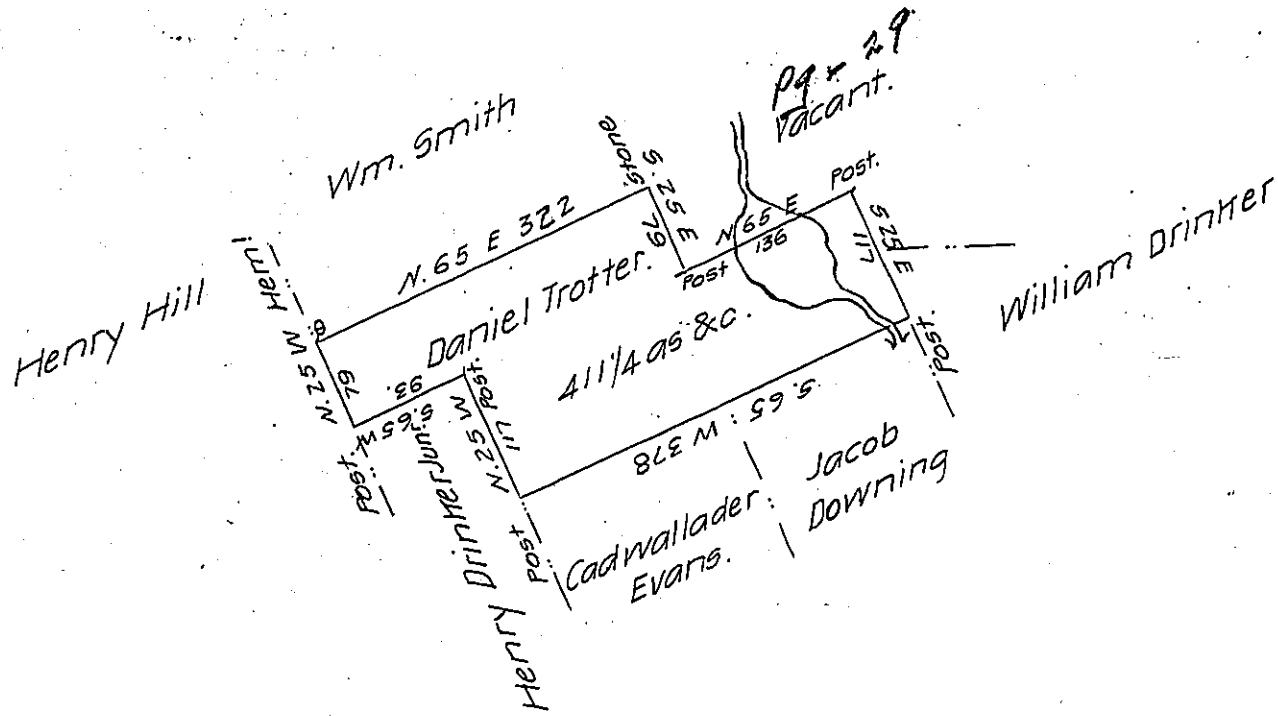 Pg 29
Vacant.
Wm. Smith
Stone
S. 25 E
79
N. 65 E 322
N 65 E
136
Post.
Post
S 25 E
117
William Drinker
Henry Hill
N. 25 W
79
Daniel Trotter.
411 1/4 as &c.
S. 65 W
93.
Post.
N. 25 W
117
S. 65 : W 378
Post.
Post.
Henry Drinker Junr.
Post
Cadwallader
Evans.
Jacob
Downing